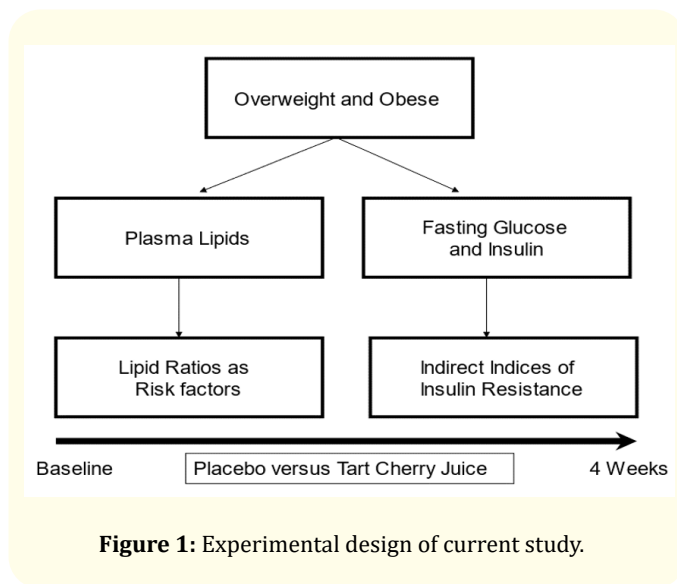 Overweight and Obese
Plasma Lipids
Fasting Glucose
and Insulin
Lipid Ratios as
Risk factors
Indirect Indices of
Insulin Resistance
Baseline
Placebo versus Tart Cherry Juice
4 Weeks
Figure 1: Experimental design of current study.